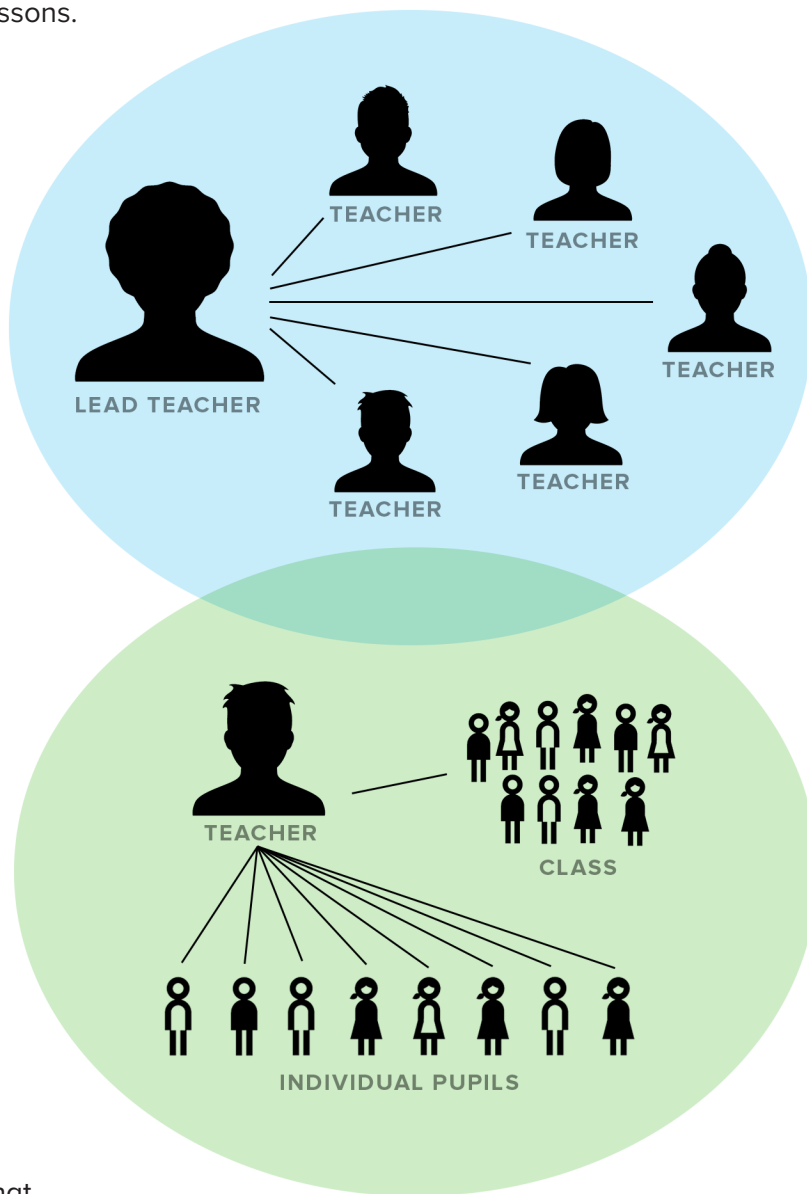 ssons.
TEACHER
TEACHER
TEACHER
LEAD TEACHER
TEACHER
TEACHER
TEACHER
CLASS
INDIVIDUAL PUPILS